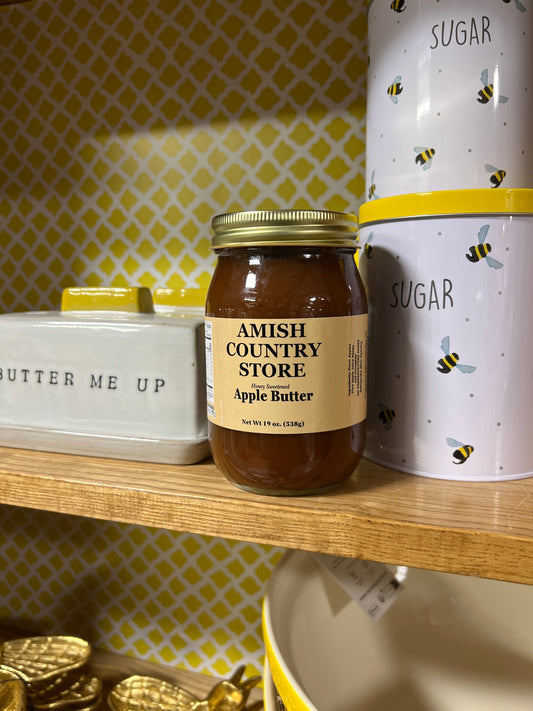 SUGAR
SUGAR
BUTTER ME UP
AMISH
COUNTRY
STORE
Honey Sweetened
Apple Butter
Net Wt 19 oz. (538g)